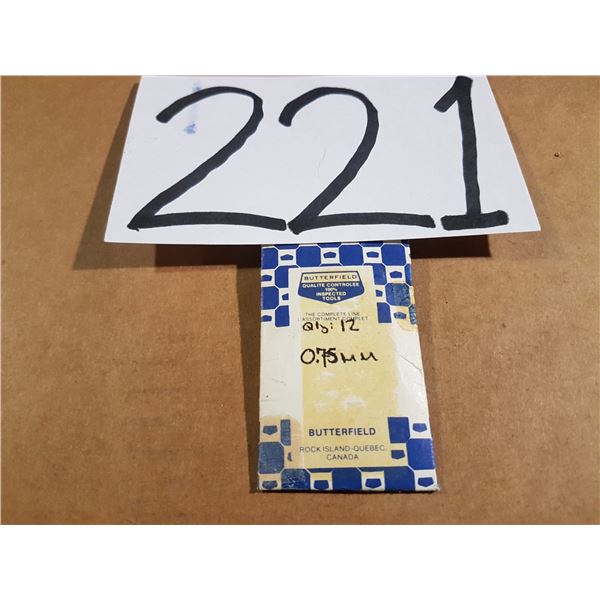 221
BUTTERFIELD
QUALITE CONTROLEE
100%
INSPECTED
TOOLS
THE COMPLETE LINE
L'ASSORTIMENT COMPLET
Qty: 12
0.75mm
BUTTERFIELD
ROCK ISLAND-QUEBEC,
CANADA